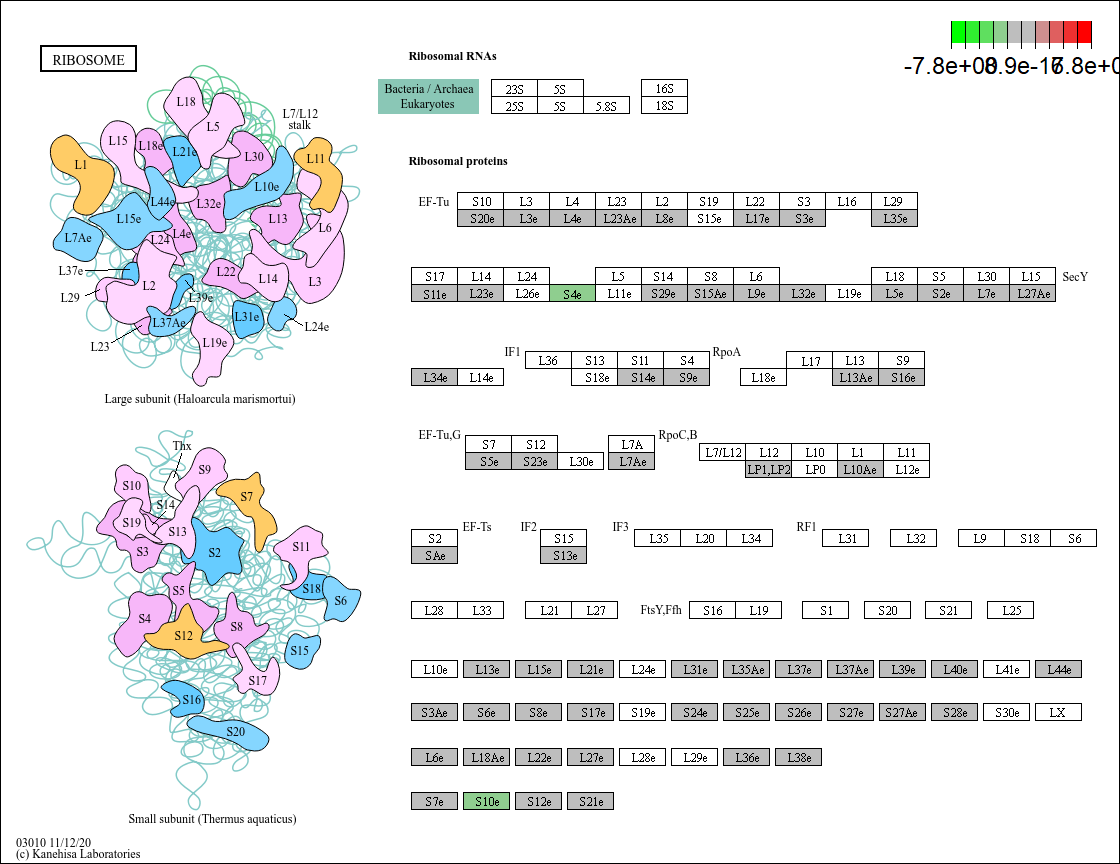 RIBOSOME
-7.8e+00 8.9e-16 7.8e+0
Ribosomal RNAs
Bacteria / Archaea 23S 5S 16S
Eukaryotes 25S 5S 5.8S 18S
Ribosomal proteins
EF-Tu S10 L3 L4 L23 L2 S19 L22 S3 L16 L29
S20e L3e L4e L23Ae L8e S15e L17e S3e L35e
S17 L14 L24 L5 S14 S8 L6 L18 S5 L30 L15 SecY
S11e L23e L26e S4e L11e S29e S15Ae L9e L32e L19e L5e S2e L7e L27Ae
IF1 L36 S13 S11 S4 RpoA L17 L13 S9
L34e L14e S18e S14e S9e L18e L13Ae S16e
EF-Tu,G S7 S12 L7A RpoC,B L7/L12 L12 L10 L1 L11
S5e S23e L30e L7Ae LP1,LP2 LP0 L10Ae L12e
S2 EF-Ts IF2 S15 IF3 L35 L20 L34 RF1 L31 L32 L9 S18 S6
SAe S13e
L28 L33 L21 L27 FtsY,Ffh S16 L19 S1 S20 S21 L25
L10e L13e L15e L21e L24e L31e L35Ae L37e L37Ae L39e L40e L41e L44e
S3Ae S6e S8e S17e S19e S24e S25e S26e S27e S27Ae S28e S30e LX
L6e L18Ae L22e L27e L28e L29e L36e L38e
S7e S10e S12e S21e
L18
L5
L7/L12
stalk
L15
L18e
L21e
L30
L11
L1
L10e
L44e
L32e
L15e
L13
L6
L7Ae
L24
L4e
L37e
L22
L14
L3
L2
L29
L39e
L37Ae
L31e
L24e
L23
L19e
Large subunit (Haloarcula marismortui)
Thx
S9
S10
S7
S14
S19
S13
S3
S2
S11
S5
S18
S6
S4
S12
S8
S15
S17
S16
S20
Small subunit (Thermus aquaticus)
03010 11/12/20
(c) Kanehisa Laboratories